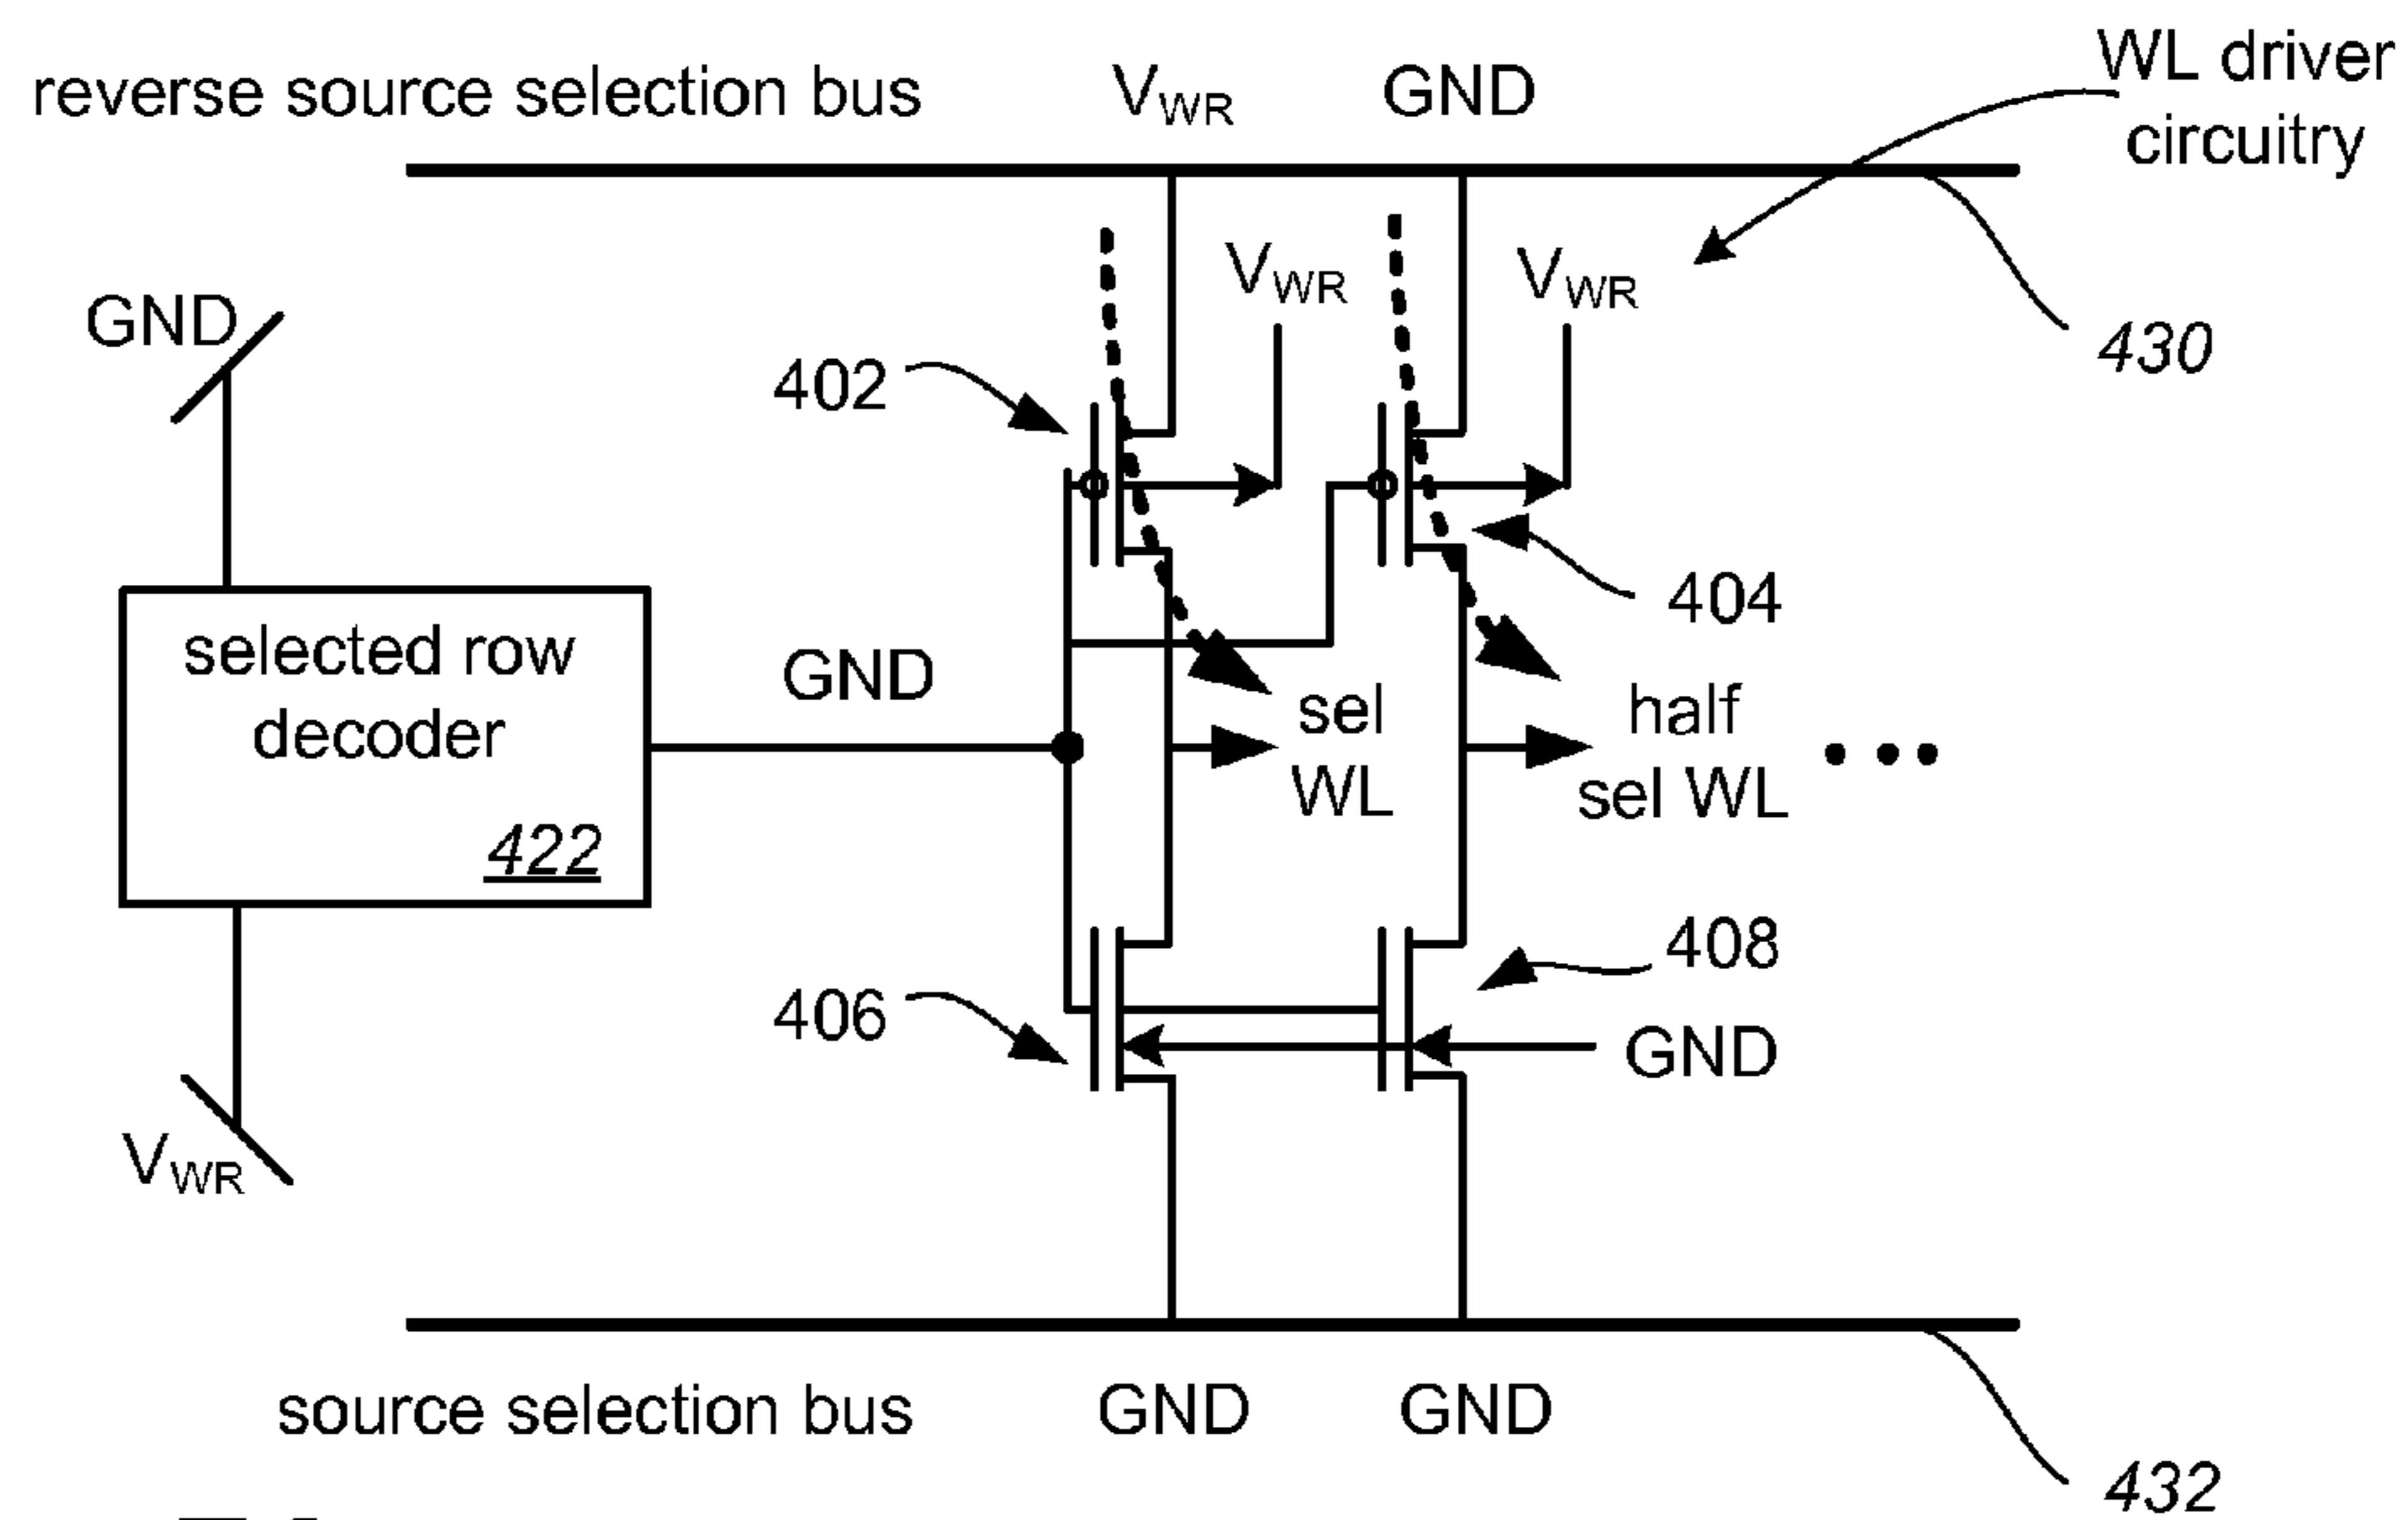 reverse source selection bus
VWR
GND
WL driver
circuitry
GND
VWR
VWR
430
402
404
selected row
decoder
422
GND
sel
WL
half
sel WL
•••
408
406
GND
VWR
source selection bus
GND
GND
432